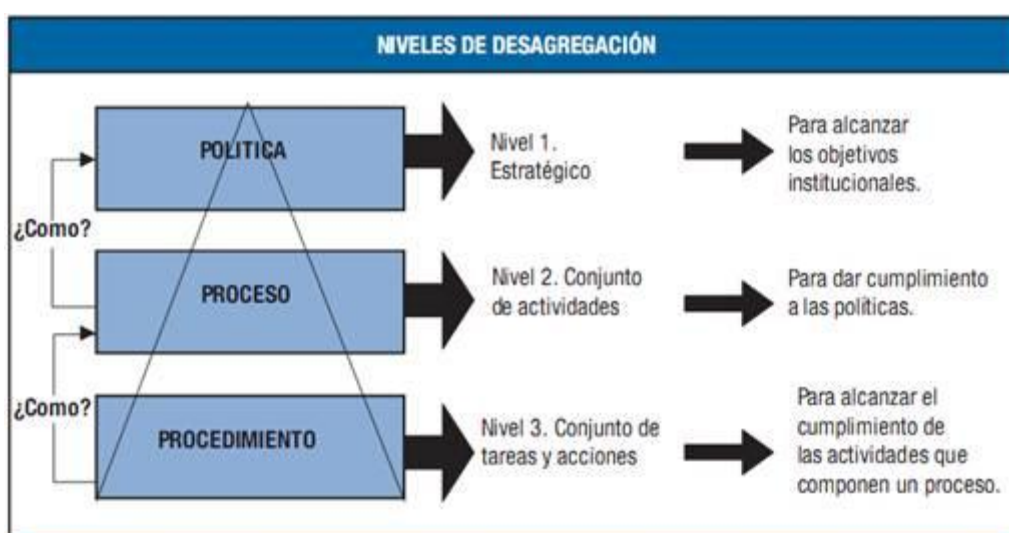 NIVELES DE DESAGREGACIÓN
POLITICA
Nivel 1.
Estratégico
Para alcanzar
los objetivos
institucionales.
¿Como?
PROCESO
Nivel 2. Conjunto
de actividades
Para dar cumplimiento
a las políticas.
¿Como?
PROCEDIMIENTO
Nivel 3. Conjunto de
tareas y acciones
Para alcanzar el
cumplimiento de
las actividades que
componen un proceso.